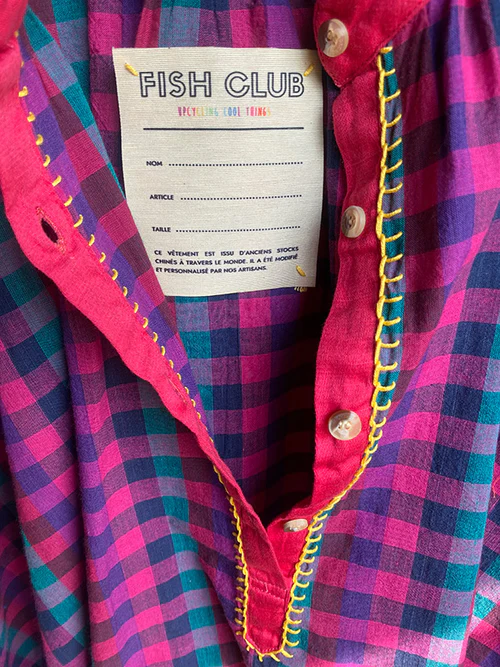 FISH CLUB
UPCYCLING COOL THINGS
NOM
ARTICLE
TAILLE
CE VÊTEMENT EST ISSU D'ANCIENS STOCKS
CHINÉS À TRAVERS LE MONDE. IL A ÉTÉ MODIFIÉ
ET PERSONNALISÉ PAR NOS ARTISANS.